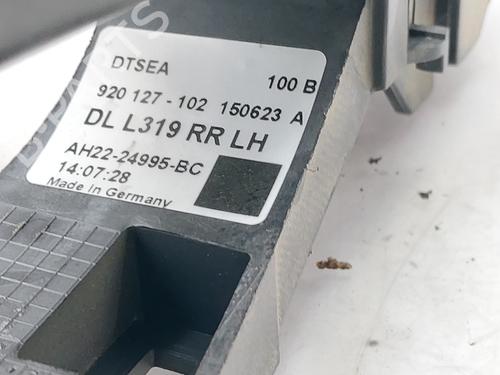 DTSEA 100 B
920 127 - 102 150623 A
DL L319 RR LH
AH22-24995-BC
14:07:28
Made in Germany